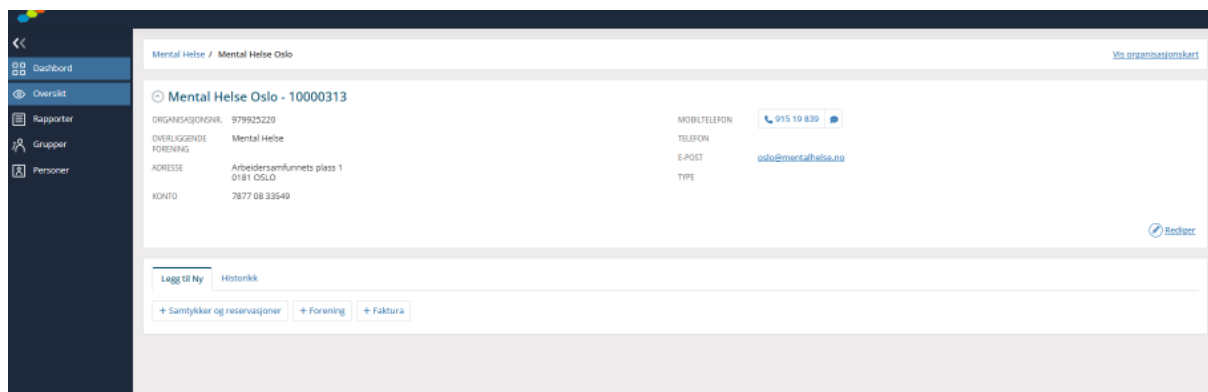 Mental Helse / Mental Helse Oslo
Vis organisasjonskart
Dashbord
Oversikt
Rapporter
Grupper
Personer
Mental Helse Oslo - 10000313
ORGANISASJONSNR. 979925220
OVERLIGGENDE FORENING Mental Helse
ADRESSE Arbeidersamfunnets plass 1
0181 OSLO
KONTO 7877 08 33549
MOBILTELEFON 915 19 839
TELEFON
E-POST oslo@mentalhelse.no
TYPE
Rediger
Legg til Ny Historikk
+ Samtykker og reservasjoner + Forening + Faktura